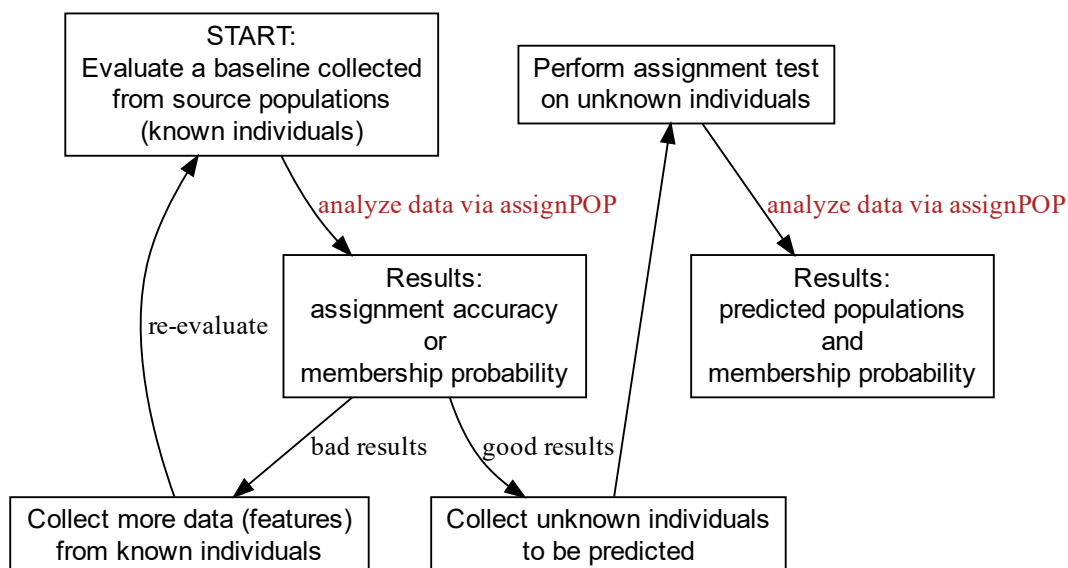 START:
Evaluate a baseline collected
from source populations
(known individuals)
Perform assignment test
on unknown individuals
analyze data via assignPOP
analyze data via assignPOP
Results:
assignment accuracy
or
membership probability
Results:
predicted populations
and
membership probability
re-evaluate
bad results
good results
Collect more data (features)
from known individuals
Collect unknown individuals
to be predicted